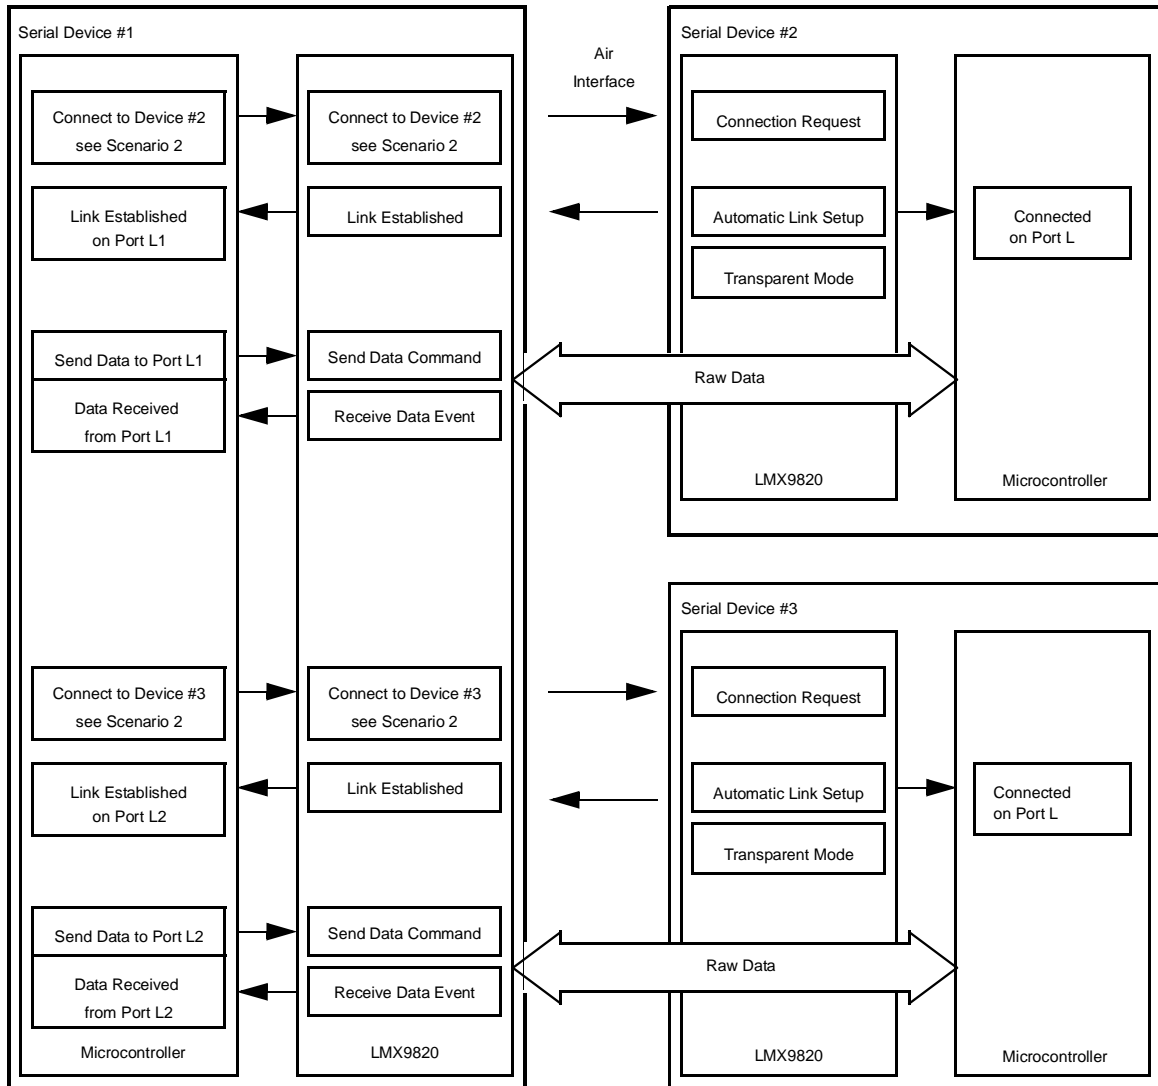 Serial Device #1
Connect to Device #2
see Scenario 2
Link Established
on Port L1
Send Data to Port L1
Data Received
from Port L1
Connect to Device #3
see Scenario 2
Link Established
on Port L2
Send Data to Port L2
Data Received
from Port L2
Microcontroller
Connect to Device #2
see Scenario 2
Link Established
Send Data Command
Receive Data Event
Connect to Device #3
see Scenario 2
Link Established
Send Data Command
Receive Data Event
LMX9820
Air
Interface
Serial Device #2
Connection Request
Automatic Link Setup
Transparent Mode
Raw Data
LMX9820
Connected
on Port L
Microcontroller
Serial Device #3
Connection Request
Automatic Link Setup
Transparent Mode
Raw Data
LMX9820
Connected
on Port L
Microcontroller